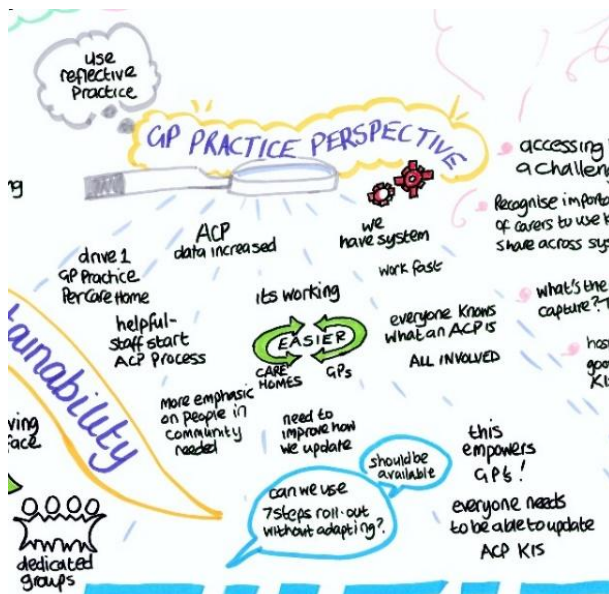 use
reflective
Practice
GP PRACTICE PERSPECTIVE
ACP
data increased
we
have system
work fast
drive 1
GP Practice
Per Care Home
its working
helpful-
staff start
ACP Process
EASIER
CARE
HOMES
GPs
everyone knows
what an ACP is
ALL INVOLVED
more emphasis
on People in
community
needed
need to
improve how
we update
should be
available
can we use
7 steps roll-out
without adapting?
this
empowers
GPs!
everyone needs
to be able to update
ACP KIS
dedicated
groups
accessing
a challen
Recognise importa
of carers to use
share across sys
what's the
capture?
goo
KI